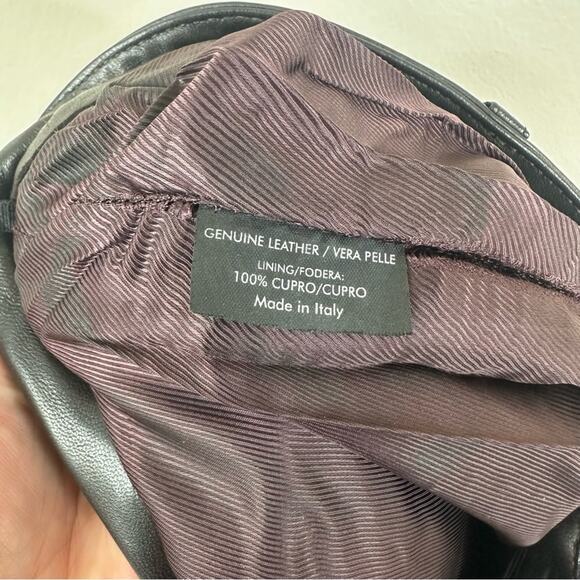 GENUINE LEATHER / VERA PELLE
LINING/FODERA:
100% CUPRO/CUPRO
Made in Italy